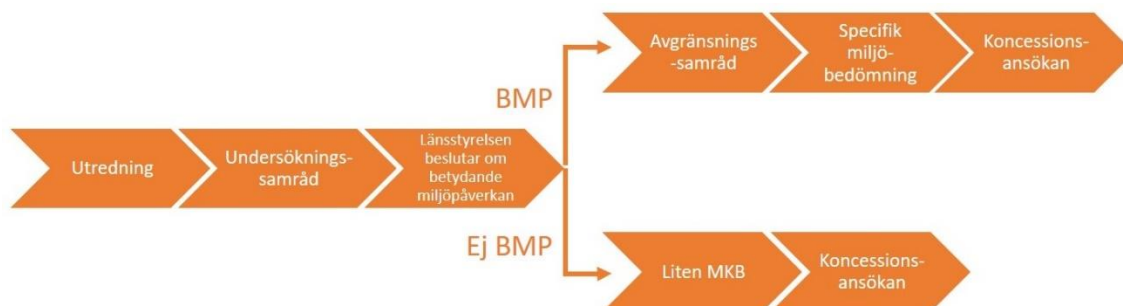 Avgränsnings
-samråd
Specifik
miljö-
bedömning
Koncessions-
ansökan
BMP
Utredning
Undersöknings-
samråd
Länsstyrelsen
beslutar om
betydande
miljöpåverkan
Ej BMP
Liten MKB
Koncessions-
ansökan